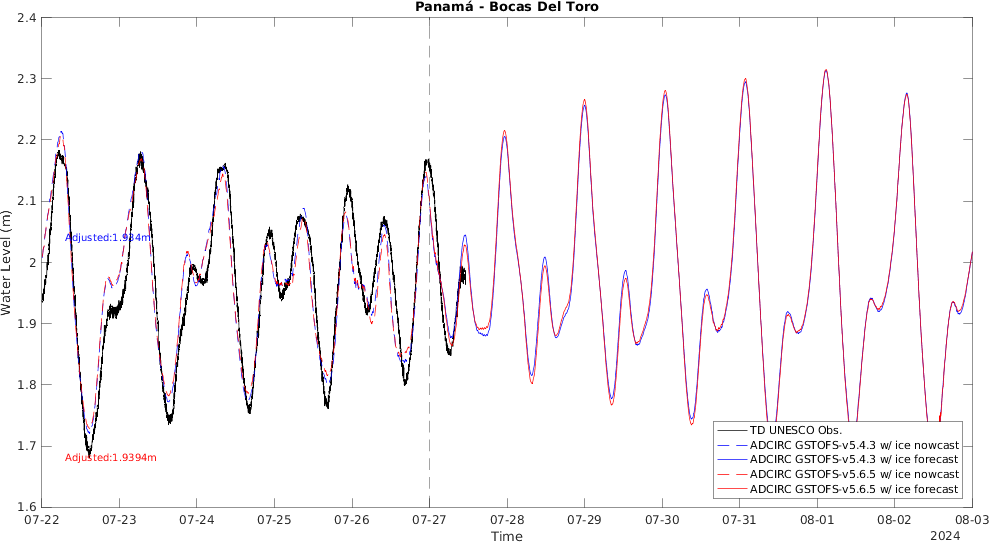 Panamá - Bocas Del Toro
2.4
2.3
2.2
2.1
2
1.9
1.8
1.7
1.6
Water Level (m)
Adjusted:1.934m
Adjusted:1.9394m
TD UNESCO Obs.
ADCIRC GSTOFS-v5.4.3 w/ ice nowcast
ADCIRC GSTOFS-v5.4.3 w/ ice forecast
ADCIRC GSTOFS-v5.6.5 w/ ice nowcast
ADCIRC GSTOFS-v5.6.5 w/ ice forecast
07-22 07-23 07-24 07-25 07-26 07-27 07-28 07-29 07-30 07-31 08-01 08-02 08-03
Time
2024